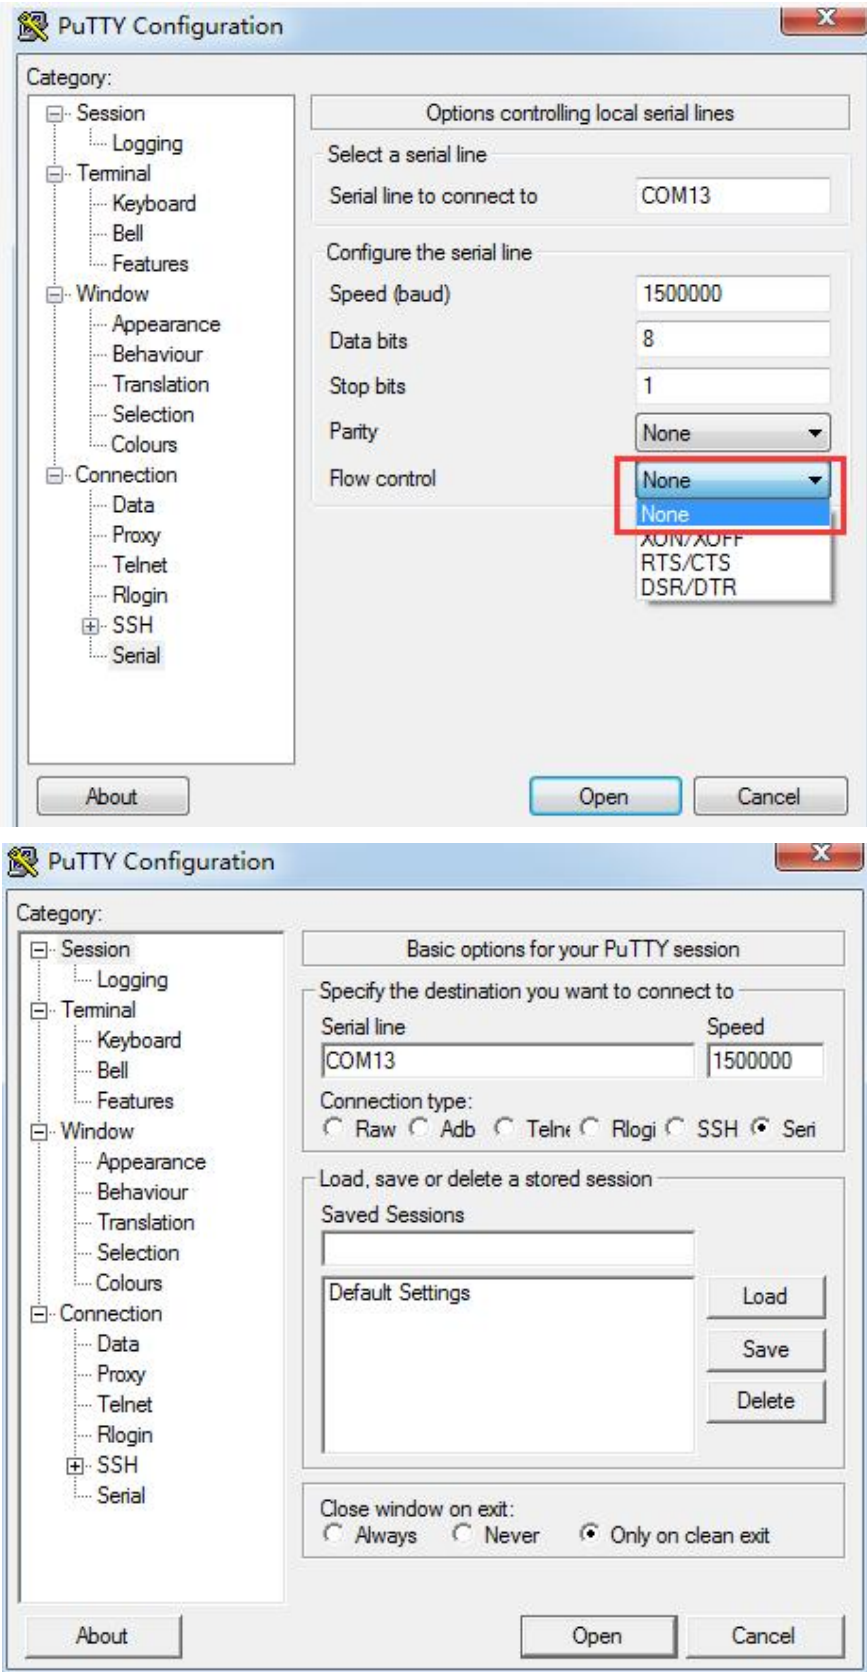 PuTTY Configuration
X
Category:
Session
Logging
Terminal
Keyboard
Bell
Features
Window
Appearance
Behaviour
Translation
Selection
Colours
Connection
Data
Proxy
Telnet
Rlogin
SSH
Serial
Options controlling local serial lines
Select a serial line
Serial line to connect to COM13
Configure the serial line
Speed (baud) 1500000
Data bits 8
Stop bits 1
Parity None
Flow control None
None
XON/XOFF
RTS/CTS
DSR/DTR
About Open Cancel
PuTTY Configuration
X
Category:
Session
Logging
Terminal
Keyboard
Bell
Features
Window
Appearance
Behaviour
Translation
Selection
Colours
Connection
Data
Proxy
Telnet
Rlogin
SSH
Serial
Basic options for your PuTTY session
Specify the destination you want to connect to
Serial line Speed
COM13 1500000
Connection type:
Raw Adb Telne Rlogi SSH Seri
Load, save or delete a stored session
Saved Sessions
Default Settings
Load
Save
Delete
Close window on exit:
Always Never Only on clean exit
About Open Cancel